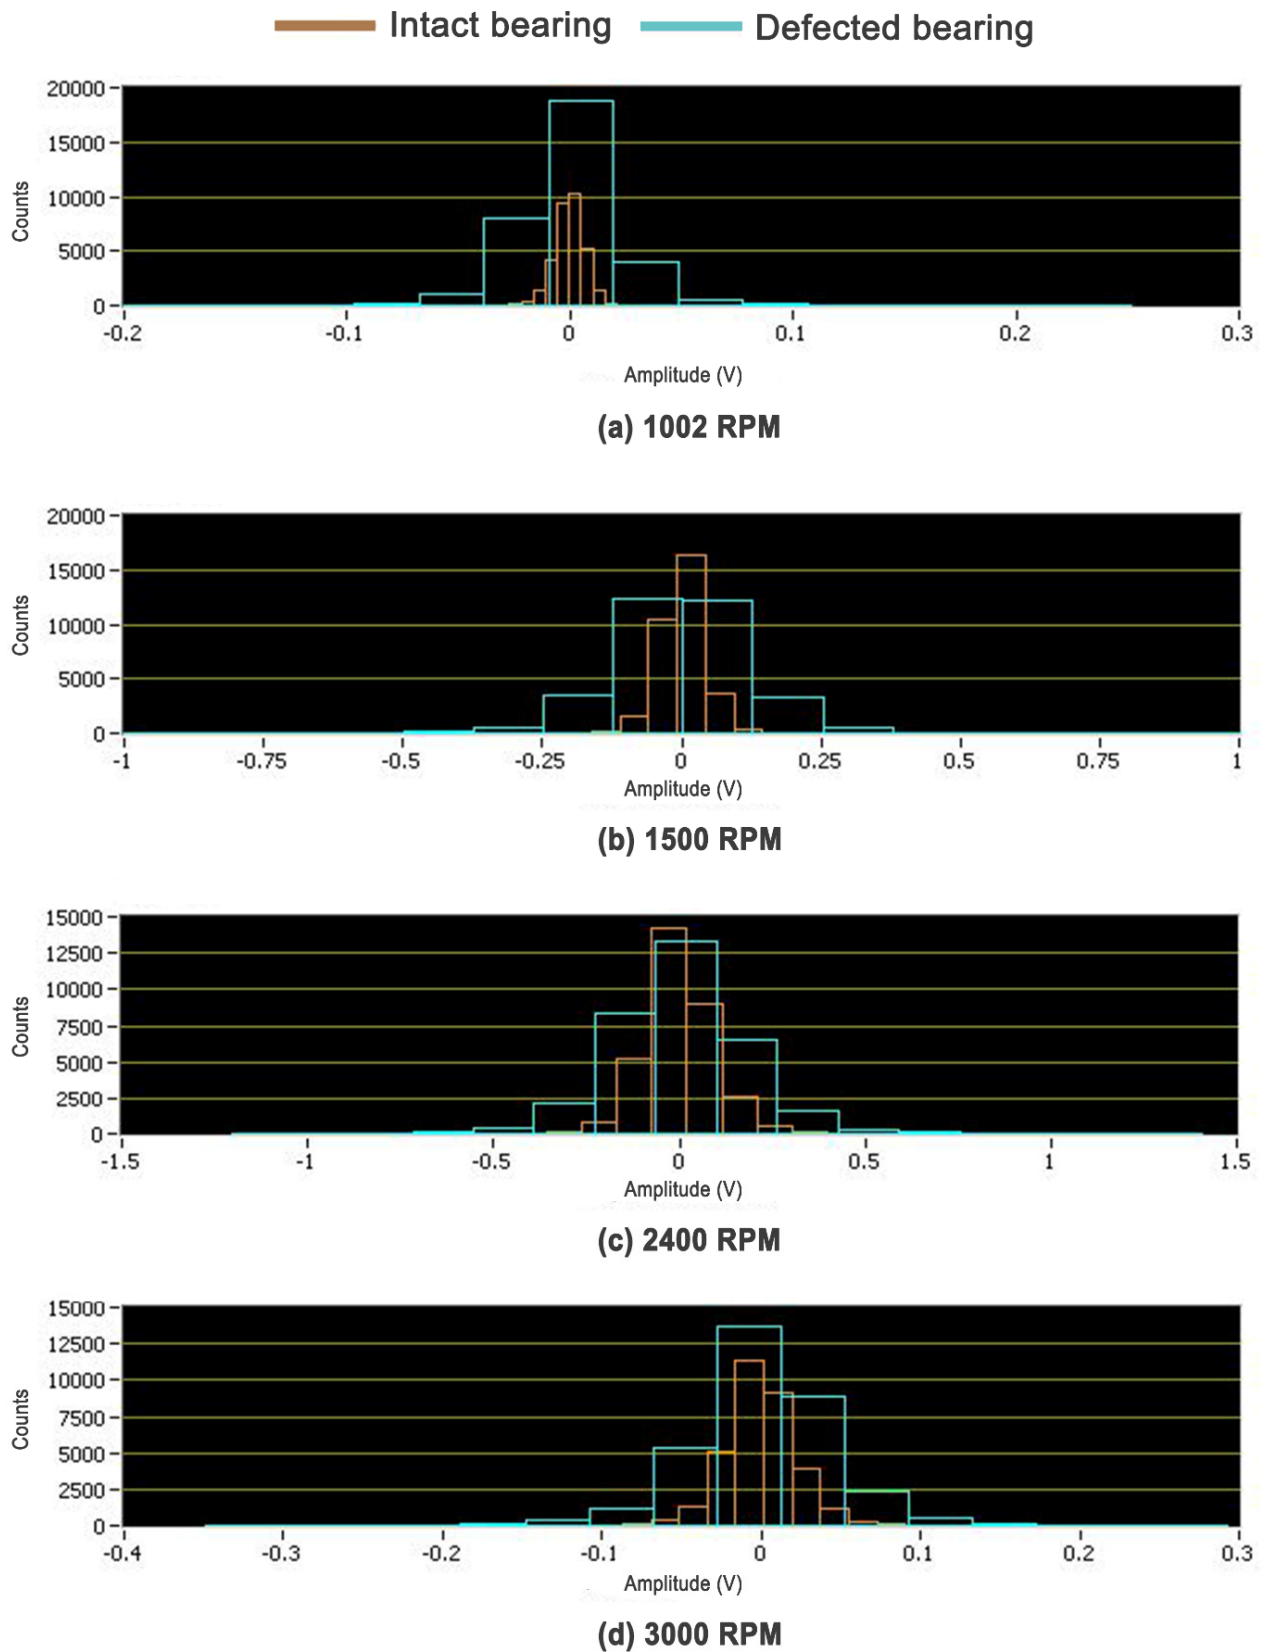 Intact bearing Defected bearing
20000
15000
10000
5000
0
Counts
-0.2 -0.1 0 0.1 0.2 0.3
Amplitude (V)
(a) 1002 RPM
20000
15000
10000
5000
0
Counts
-1 -0.75 -0.5 -0.25 0 0.25 0.5 0.75 1
Amplitude (V)
(b) 1500 RPM
15000
12500
10000
7500
5000
2500
0
Counts
-1.5 -1 -0.5 0 0.5 1 1.5
Amplitude (V)
(c) 2400 RPM
15000
12500
10000
7500
5000
2500
0
Counts
-0.4 -0.3 -0.2 -0.1 0 0.1 0.2 0.3
Amplitude (V)
(d) 3000 RPM